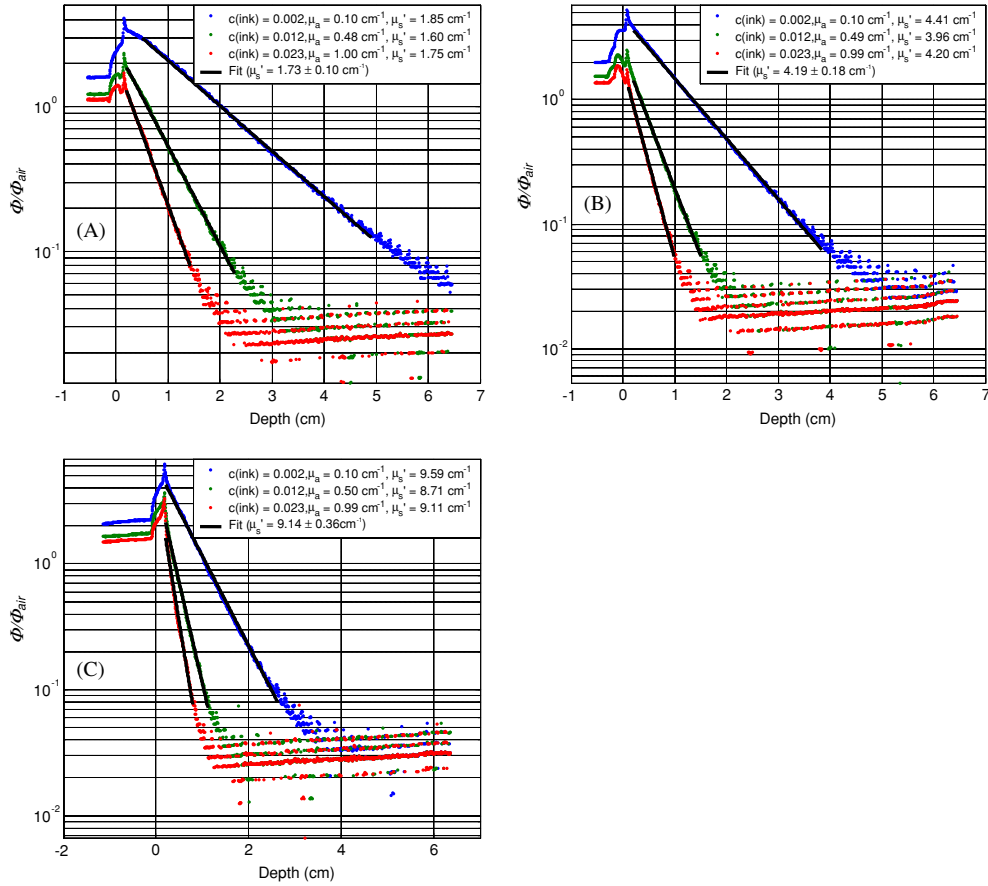 c(ink) = 0.002,μa = 0.10 cm⁻¹, μs' = 1.85 cm⁻¹
c(ink) = 0.012,μa = 0.48 cm⁻¹, μs' = 1.60 cm⁻¹
c(ink) = 0.023,μa = 1.00 cm⁻¹, μs' = 1.75 cm⁻¹
Fit (μs' = 1.73 ± 0.10 cm⁻¹)
10⁰
10⁻¹
Φ/Φair
(A)
-1 0 1 2 3 4 5 6 7
Depth (cm)
c(ink) = 0.002,μa = 0.10 cm⁻¹, μs' = 4.41 cm⁻¹
c(ink) = 0.012,μa = 0.49 cm⁻¹, μs' = 3.96 cm⁻¹
c(ink) = 0.023,μa = 0.99 cm⁻¹, μs' = 4.20 cm⁻¹
Fit (μs' = 4.19 ± 0.18 cm⁻¹)
10⁰
10⁻¹
10⁻²
Φ/Φair
(B)
-1 0 1 2 3 4 5 6 7
Depth (cm)
c(ink) = 0.002,μa = 0.10 cm⁻¹, μs' = 9.59 cm⁻¹
c(ink) = 0.012,μa = 0.50 cm⁻¹, μs' = 8.71 cm⁻¹
c(ink) = 0.023,μa = 0.99 cm⁻¹, μs' = 9.11 cm⁻¹
Fit (μs' = 9.14 ± 0.36cm⁻¹)
10⁰
10⁻¹
10⁻²
Φ/Φair
(C)
-2 0 2 4 6
Depth (cm)